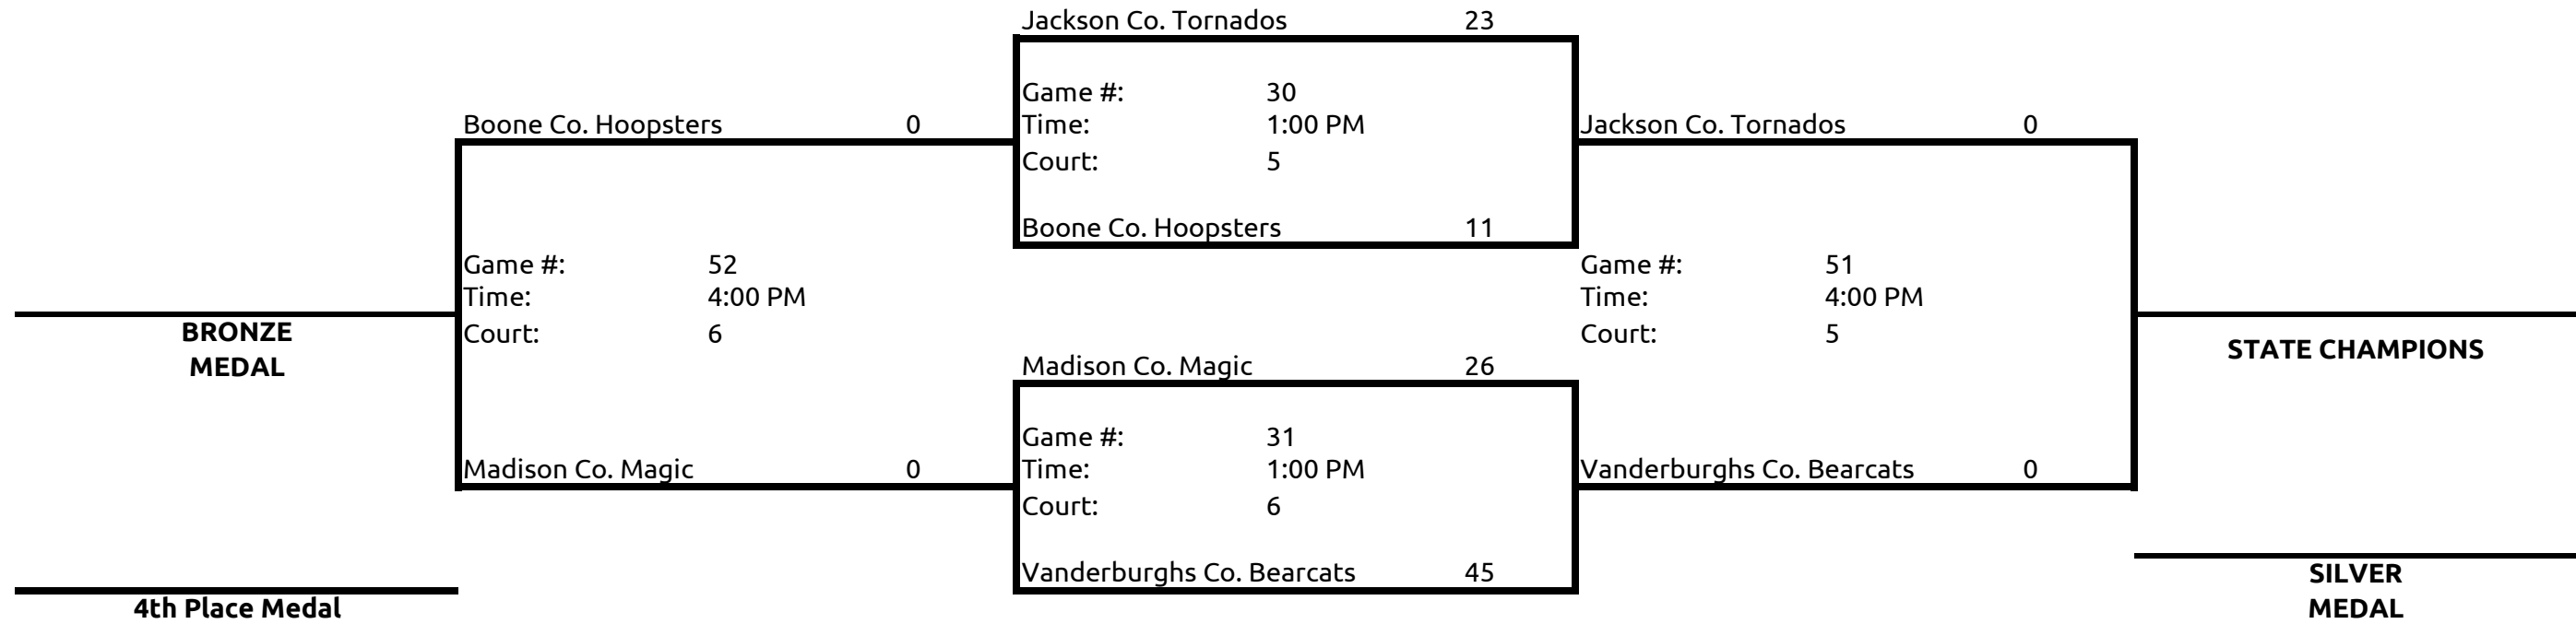 Jackson Co. Tornados 23
Game #: 30
Boone Co. Hoopsters 0
Time: 1:00 PM
Jackson Co. Tornados 0
Court: 5
Boone Co. Hoopsters 11
Game #: 52
Game #: 51
Time: 4:00 PM
Time: 4:00 PM
BRONZE
MEDAL
Court: 6
Court: 5
STATE CHAMPIONS
Madison Co. Magic 26
Game #: 31
Madison Co. Magic 0
Time: 1:00 PM
Vanderburghs Co. Bearcats 0
Court: 6
Vanderburghs Co. Bearcats 45
SILVER
MEDAL
4th Place Medal